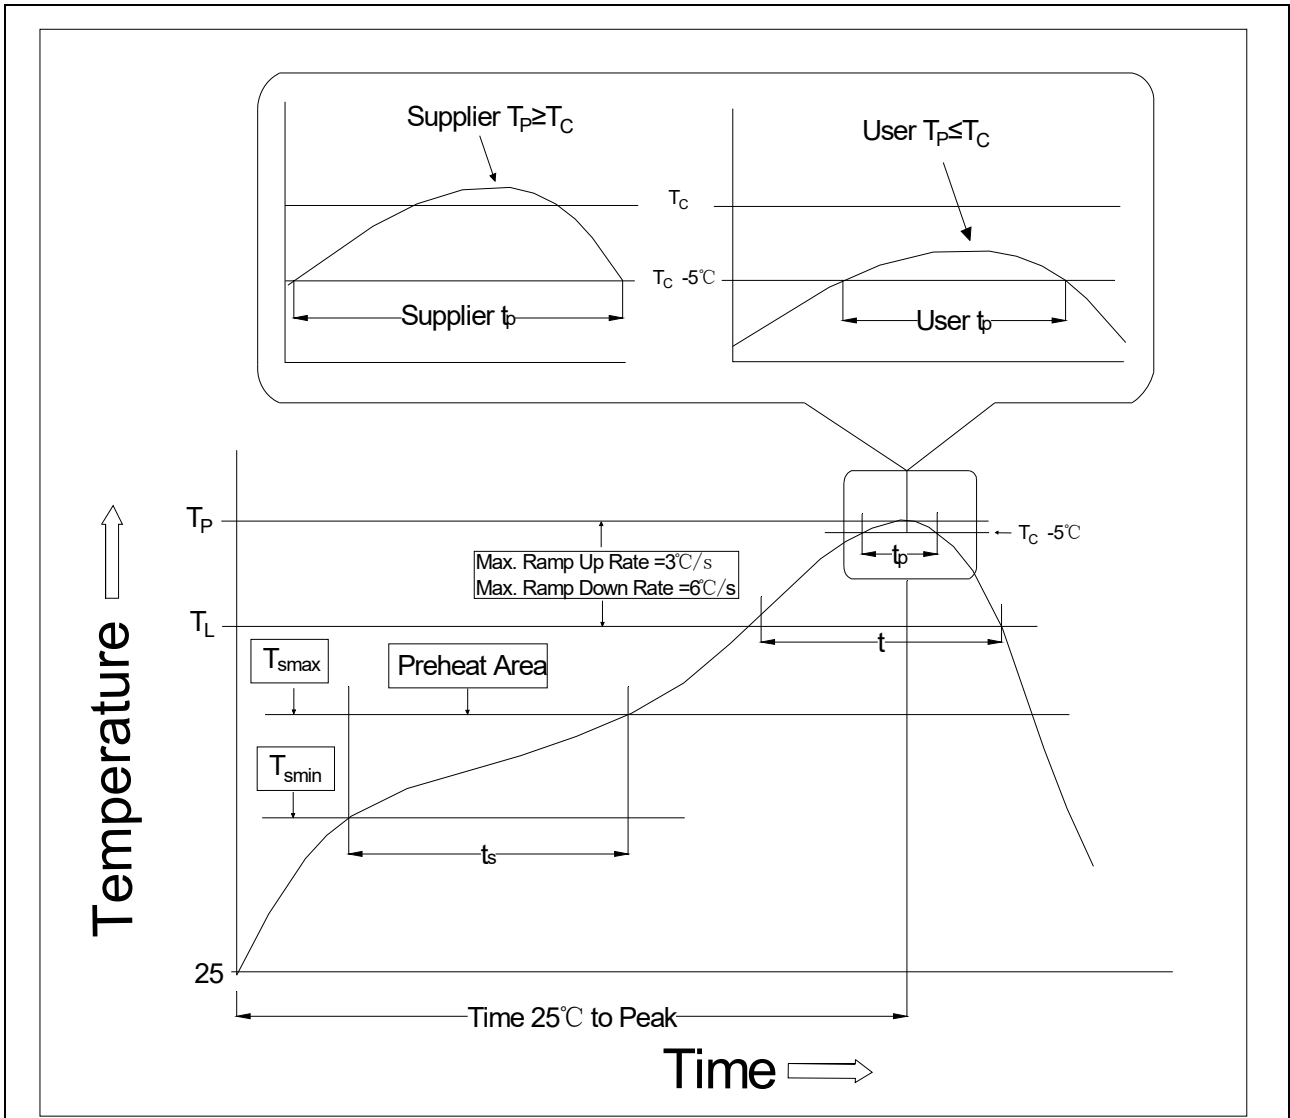 Supplier TP≥TC
User TP≤TC
TC
TC -5℃
Supplier tp
User tp
TP
TC -5℃
tp
Max. Ramp Up Rate =3℃/s
Max. Ramp Down Rate =6℃/s
TL
t
Tsmax
Preheat Area
Tsmin
ts
Temperature
25
Time 25℃ to Peak
Time